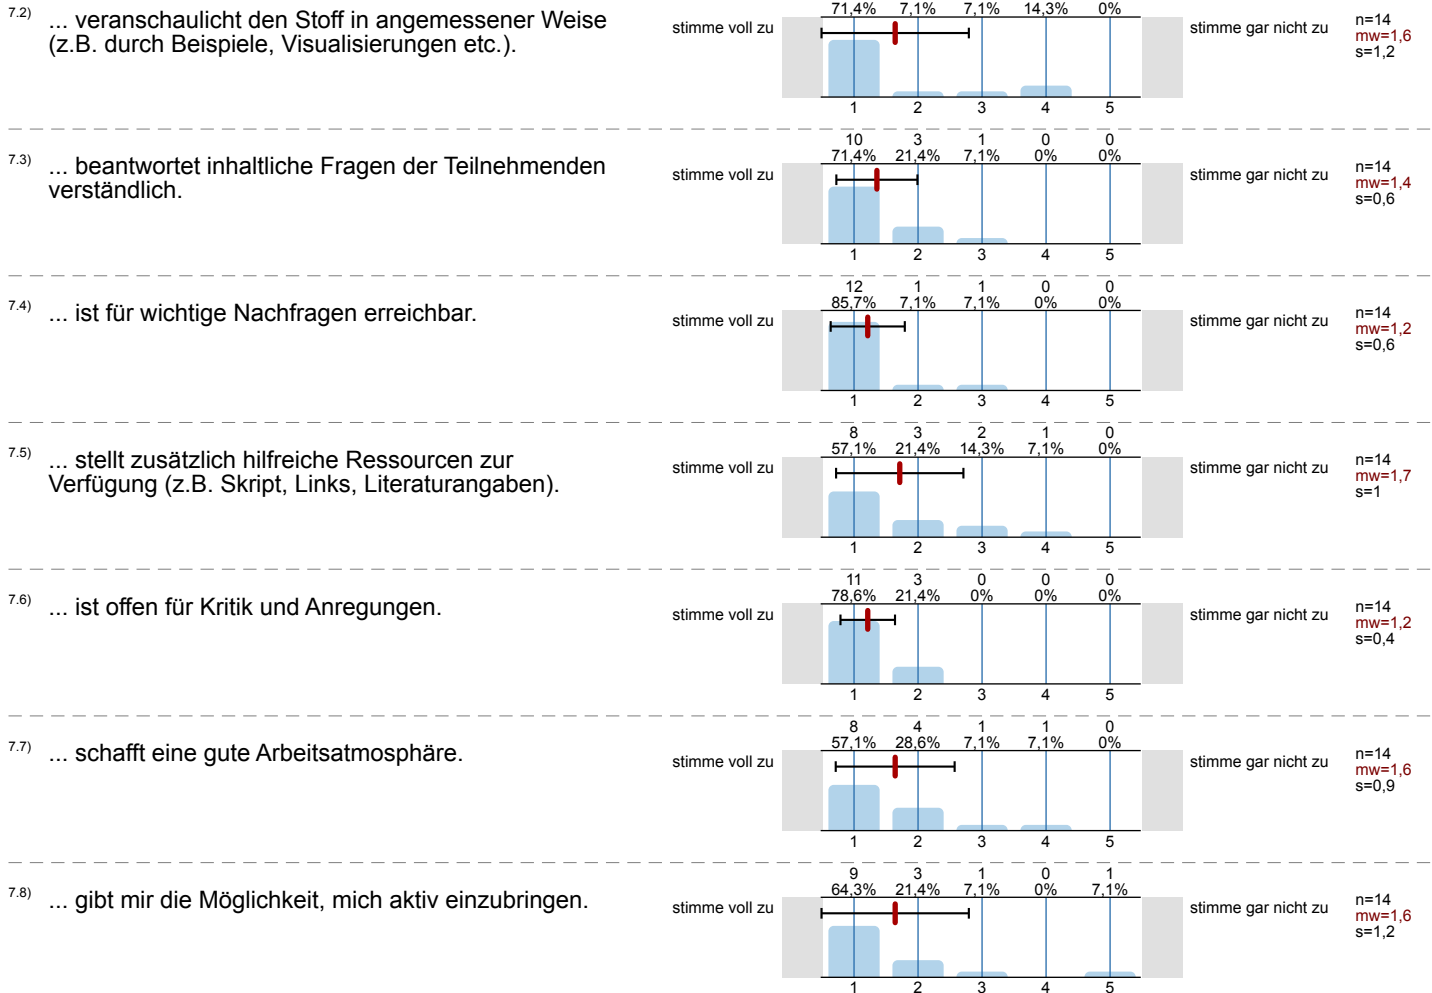 7.2) ... veranschaulicht den Stoff in angemessener Weise
(z.B. durch Beispiele, Visualisierungen etc.).
stimme voll zu
71,4% 7,1% 7,1% 14,3% 0%
1 2 3 4 5
stimme gar nicht zu
n=14
mw=1,6
s=1,2
7.3) ... beantwortet inhaltliche Fragen der Teilnehmenden
verständlich.
stimme voll zu
10 3 1 0 0
71,4% 21,4% 7,1% 0% 0%
1 2 3 4 5
stimme gar nicht zu
n=14
mw=1,4
s=0,6
7.4) ... ist für wichtige Nachfragen erreichbar.
stimme voll zu
12 1 1 0 0
85,7% 7,1% 7,1% 0% 0%
1 2 3 4 5
stimme gar nicht zu
n=14
mw=1,2
s=0,6
7.5) ... stellt zusätzlich hilfreiche Ressourcen zur
Verfügung (z.B. Skript, Links, Literaturangaben).
stimme voll zu
8 3 2 1 0
57,1% 21,4% 14,3% 7,1% 0%
1 2 3 4 5
stimme gar nicht zu
n=14
mw=1,7
s=1
7.6) ... ist offen für Kritik und Anregungen.
stimme voll zu
11 3 0 0 0
78,6% 21,4% 0% 0% 0%
1 2 3 4 5
stimme gar nicht zu
n=14
mw=1,2
s=0,4
7.7) ... schafft eine gute Arbeitsatmosphäre.
stimme voll zu
8 4 1 1 0
57,1% 28,6% 7,1% 7,1% 0%
1 2 3 4 5
stimme gar nicht zu
n=14
mw=1,6
s=0,9
7.8) ... gibt mir die Möglichkeit, mich aktiv einzubringen.
stimme voll zu
9 3 1 0 1
64,3% 21,4% 7,1% 0% 7,1%
1 2 3 4 5
stimme gar nicht zu
n=14
mw=1,6
s=1,2